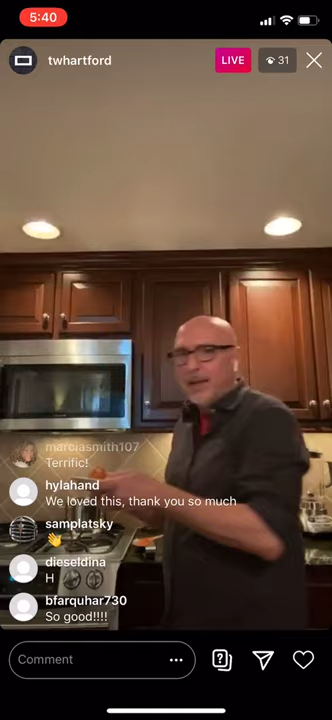 5:40
twhartford
LIVE
31
marciasmith107
Terrific!
hylahand
We loved this, thank you so much
samplatsky
👋
dieseldina
H
bfarquhar730
So good!!!!
Comment